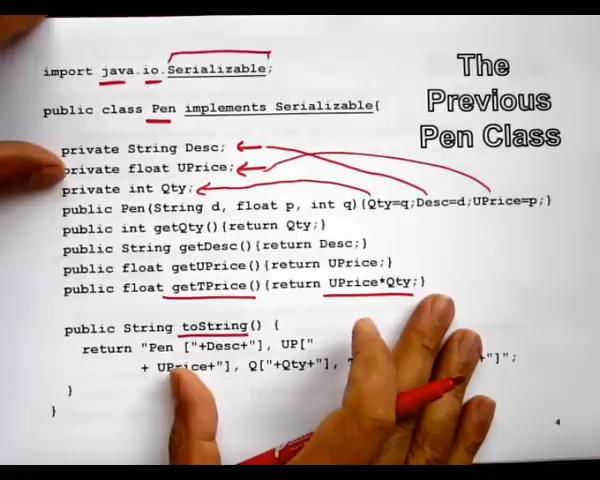 import java.io.Serializable;
The
Previous
Pen Class
public class Pen implements Serializable{
private String Desc;
private float UPrice;
private int Qty;
public Pen(String d, float p, int q){Qty=q;Desc=d;UPrice=p;}
public int getQty(){return Qty;}
public String getDesc(){return Desc;}
public float getUPrice(){return UPrice;}
public float getTPrice(){return UPrice*Qty;}
public String toString() {
return "Pen ["+Desc+"], UP["
+ UPrice+"], Q["+Qty+"], +"]";
}
}
4